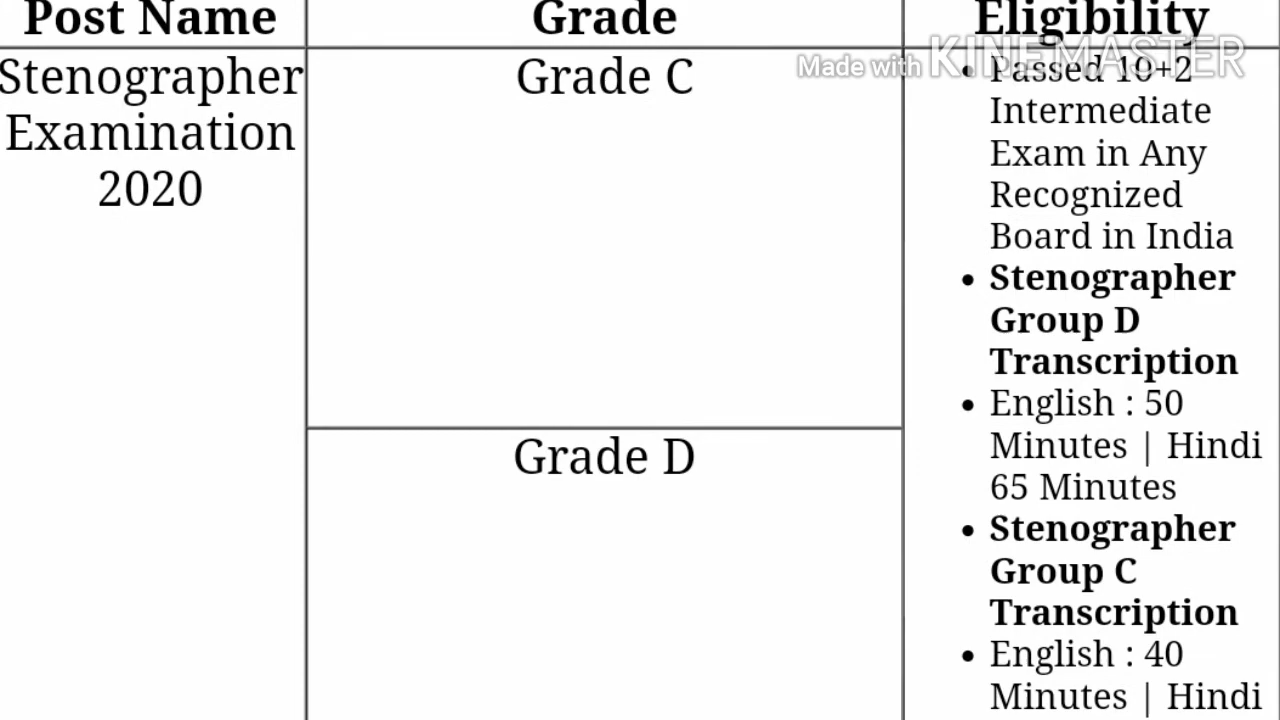 Post Name
Grade
Eligibility
Made with KINEMASTER
Stenographer
Examination
2020
Grade C
Grade D
• Passed 10+2
Intermediate
Exam in Any
Recognized
Board in India
• Stenographer
Group D
Transcription
• English : 50
Minutes | Hindi
65 Minutes
• Stenographer
Group C
Transcription
• English : 40
Minutes | Hindi